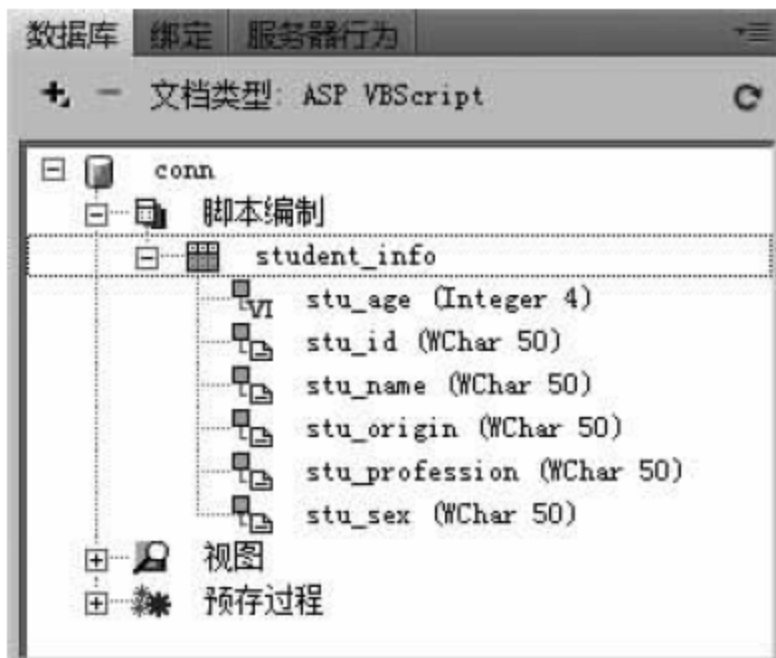 数据库 绑定 服务器行为
文档类型: ASP VBScript
conn
脚本编制
student_info
stu_age (Integer 4)
stu_id (WChar 50)
stu_name (WChar 50)
stu_origin (WChar 50)
stu_profession (WChar 50)
stu_sex (WChar 50)
视图
预存过程